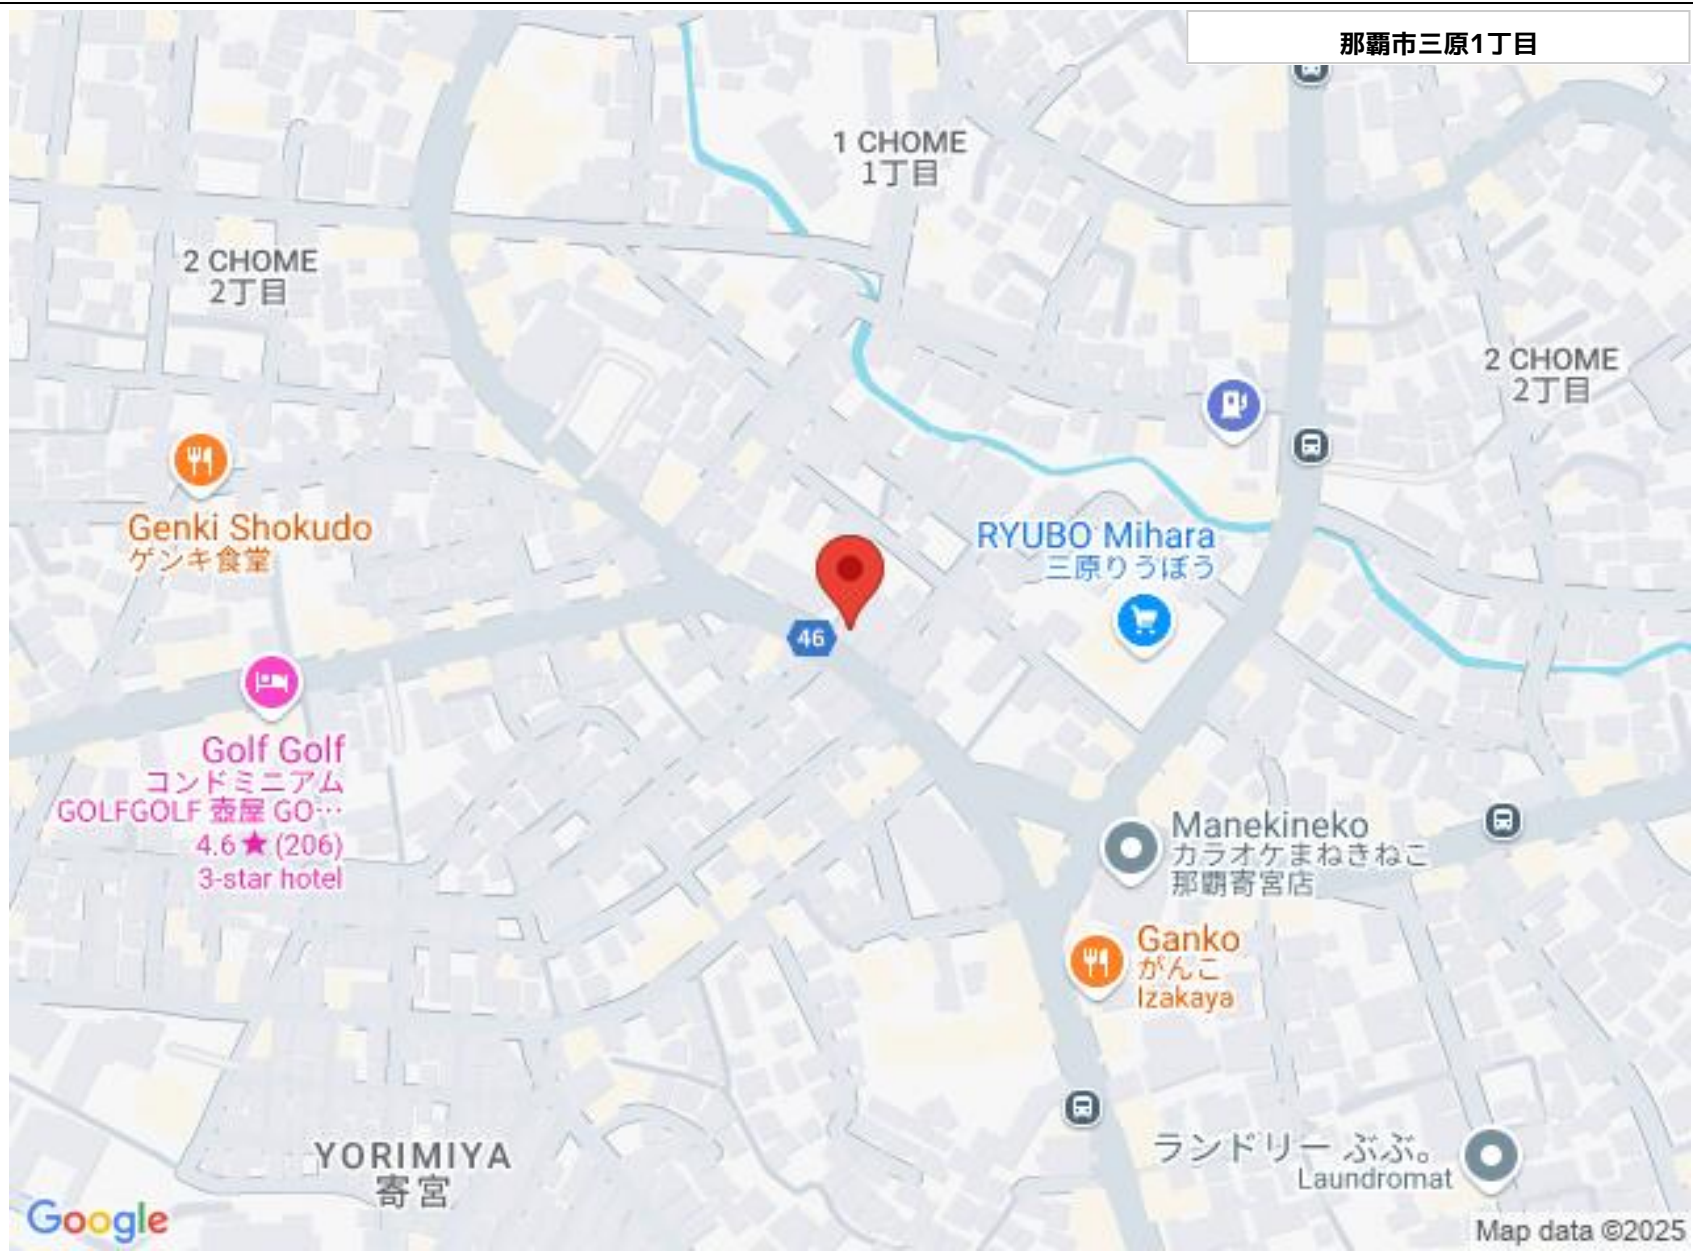 那覇市三原1丁目
1 CHOME
1丁目
2 CHOME
2丁目
2 CHOME
2丁目
Genki Shokudo
ゲンキ食堂
RYUBO Mihara
三原りうぼう
46
Golf Golf
コンドミニアム
GOLFGOLF 壺屋 GO…
4.6★(206)
3-star hotel
Manekineko
カラオケまねきねこ
那覇寄宮店
Ganko
がんこ
Izakaya
YORIMIYA
寄宮
ランドリー ぶぶ。
Laundromat
Google
Map data ©2025